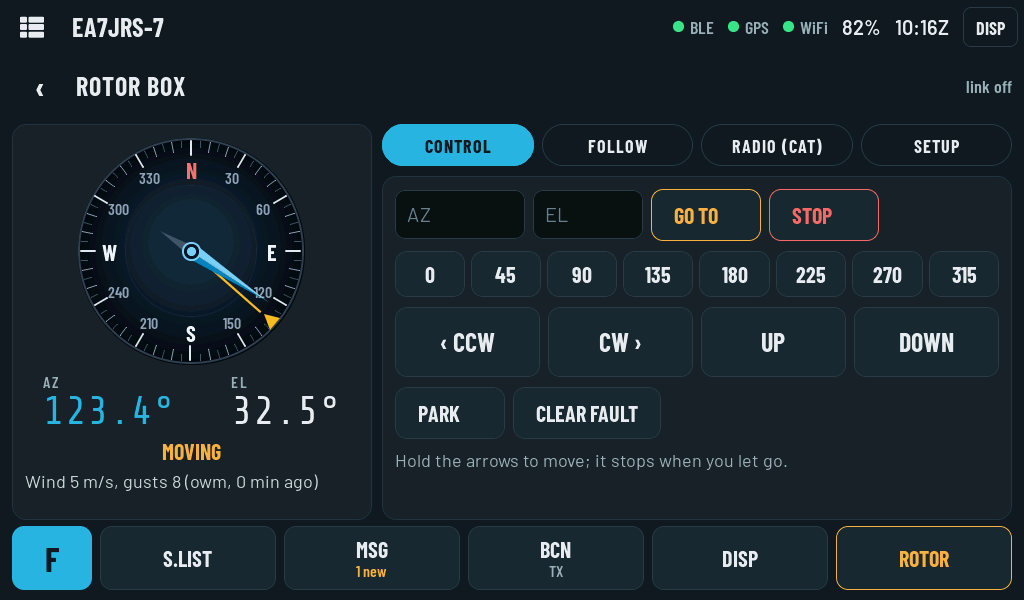 EA7JRS-7
BLE GPS WiFi 82% 10:16Z DISP
‹ ROTOR BOX
link off
N
330 30
300 60
W E
240 120
210 150
S
AZ EL
123.4° 32.5°
MOVING
Wind 5 m/s, gusts 8 (owm, 0 min ago)
CONTROL FOLLOW RADIO (CAT) SETUP
AZ EL GO TO STOP
0 45 90 135 180 225 270 315
‹ CCW CW › UP DOWN
PARK CLEAR FAULT
Hold the arrows to move; it stops when you let go.
F S.LIST MSG BCN DISP ROTOR
1 new TX